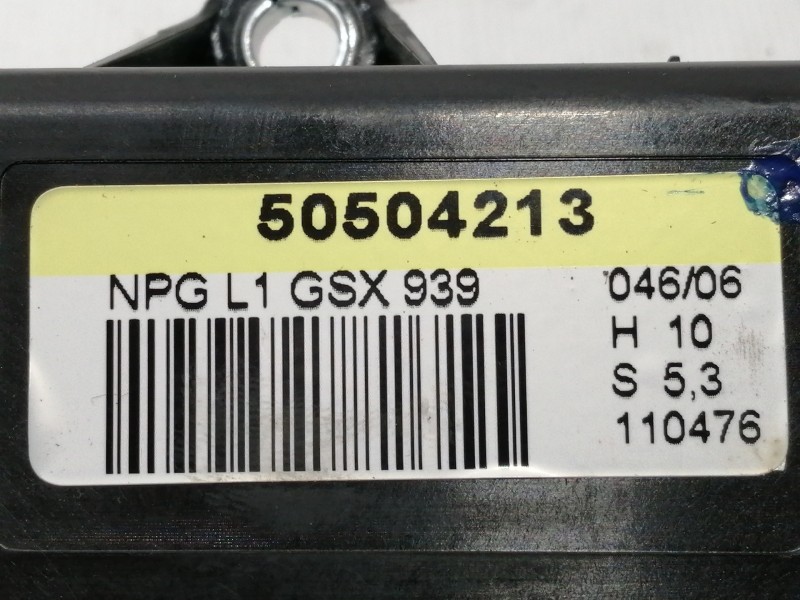 50504213
NPG L1 GSX 939
046/06
H 10
S 5,3
110476